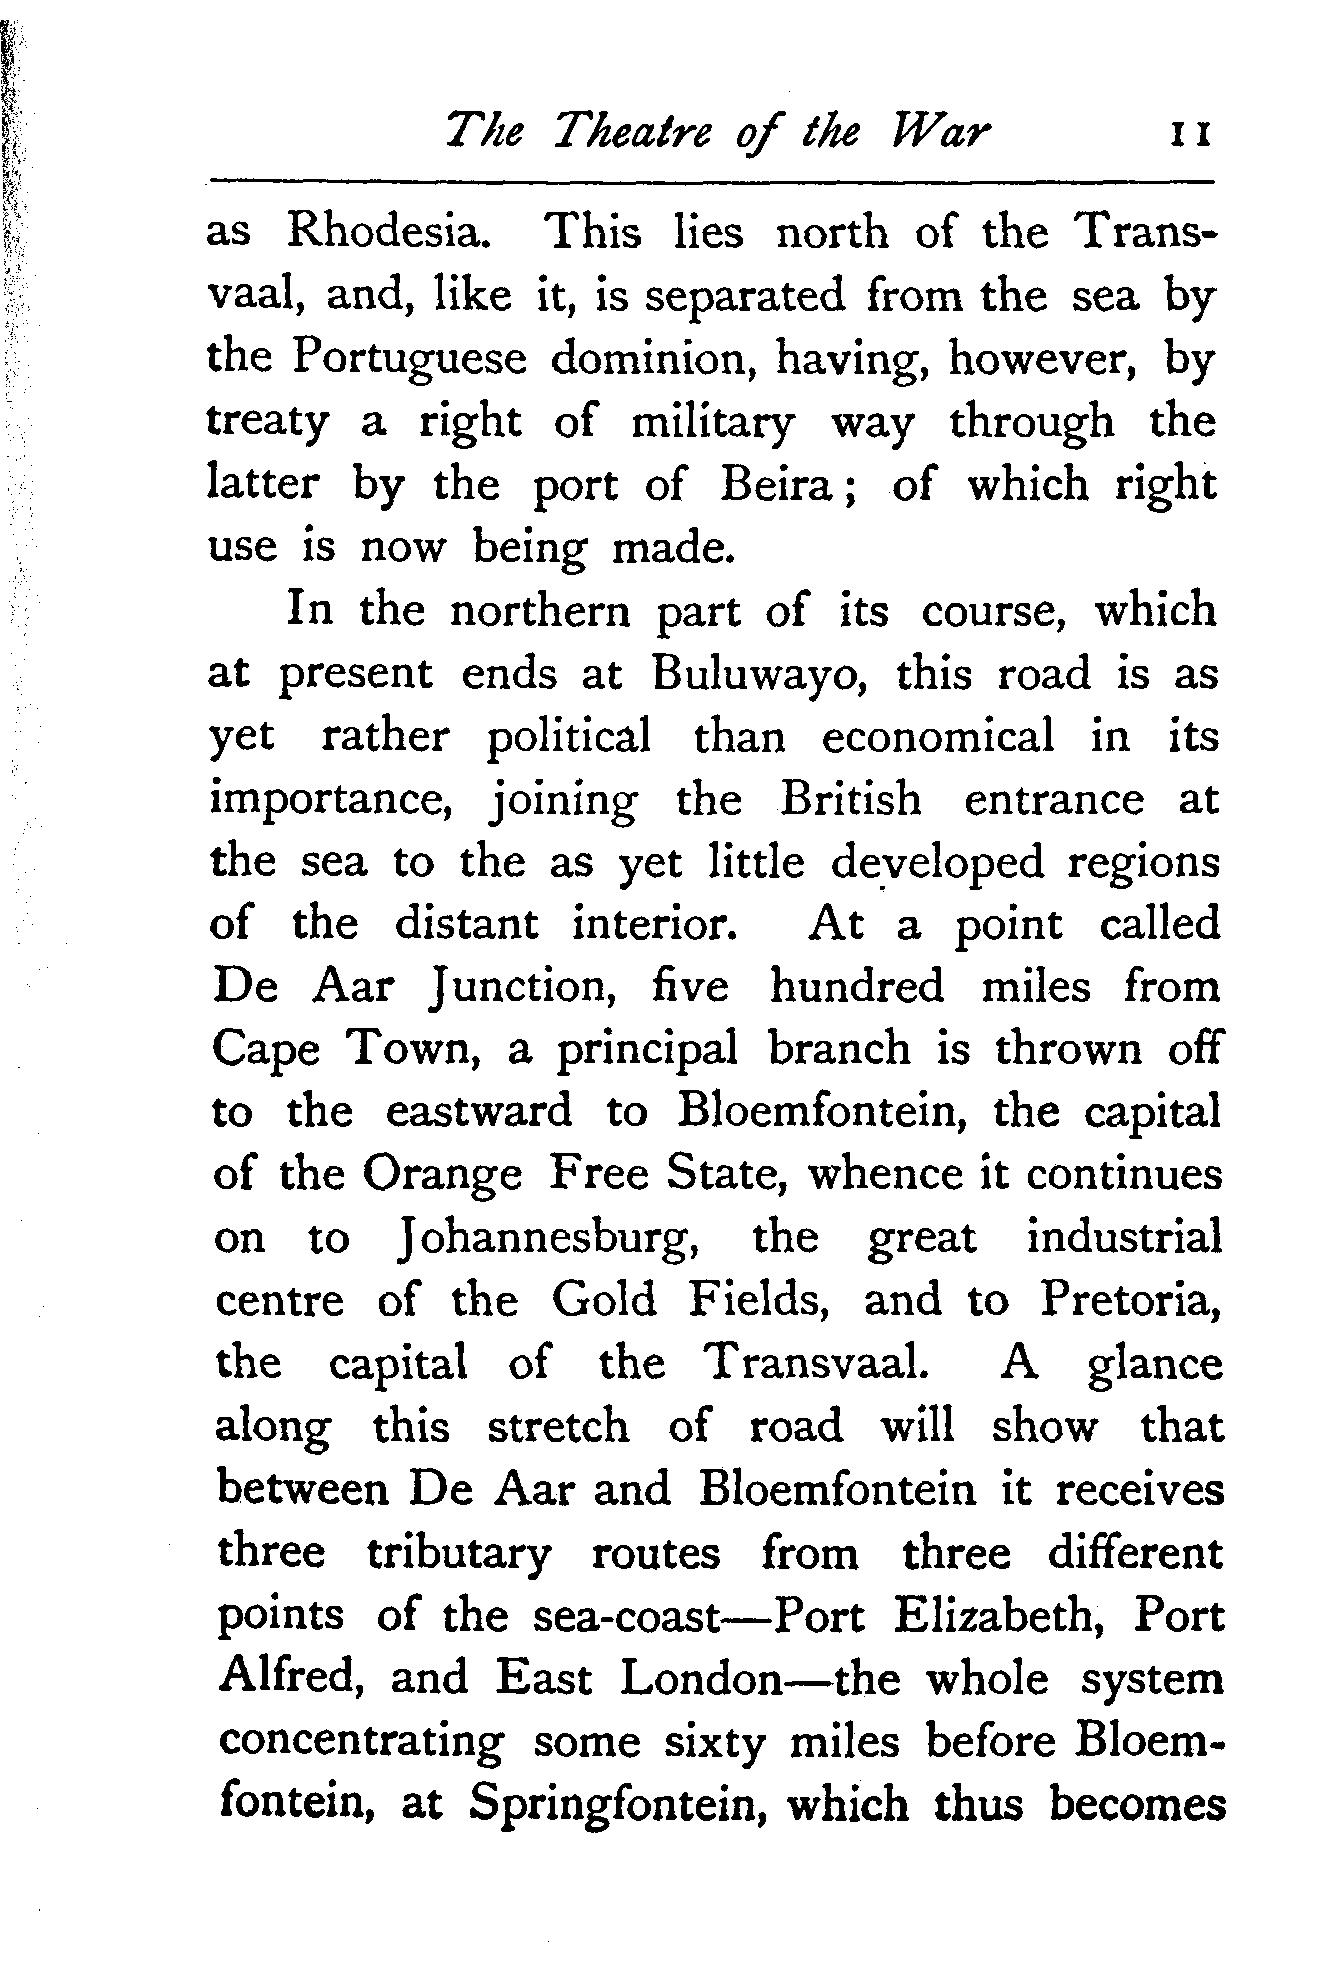 The Theatre of the War 11
as Rhodesia. This lies north of the Trans-
vaal, and, like it, is separated from the sea by
the Portuguese dominion, having, however, by
treaty a right of military way through the
latter by the port of Beira; of which right
use is now being made.
In the northern part of its course, which
at present ends at Buluwayo, this road is as
yet rather political than economical in its
importance, joining the British entrance at
the sea to the as yet little developed regions
of the distant interior. At a point called
De Aar Junction, five hundred miles from
Cape Town, a principal branch is thrown off
to the eastward to Bloemfontein, the capital
of the Orange Free State, whence it continues
on to Johannesburg, the great industrial
centre of the Gold Fields, and to Pretoria,
the capital of the Transvaal. A glance
along this stretch of road will show that
between De Aar and Bloemfontein it receives
three tributary routes from three different
points of the sea-coast—Port Elizabeth, Port
Alfred, and East London—the whole system
concentrating some sixty miles before Bloem-
fontein, at Springfontein, which thus becomes